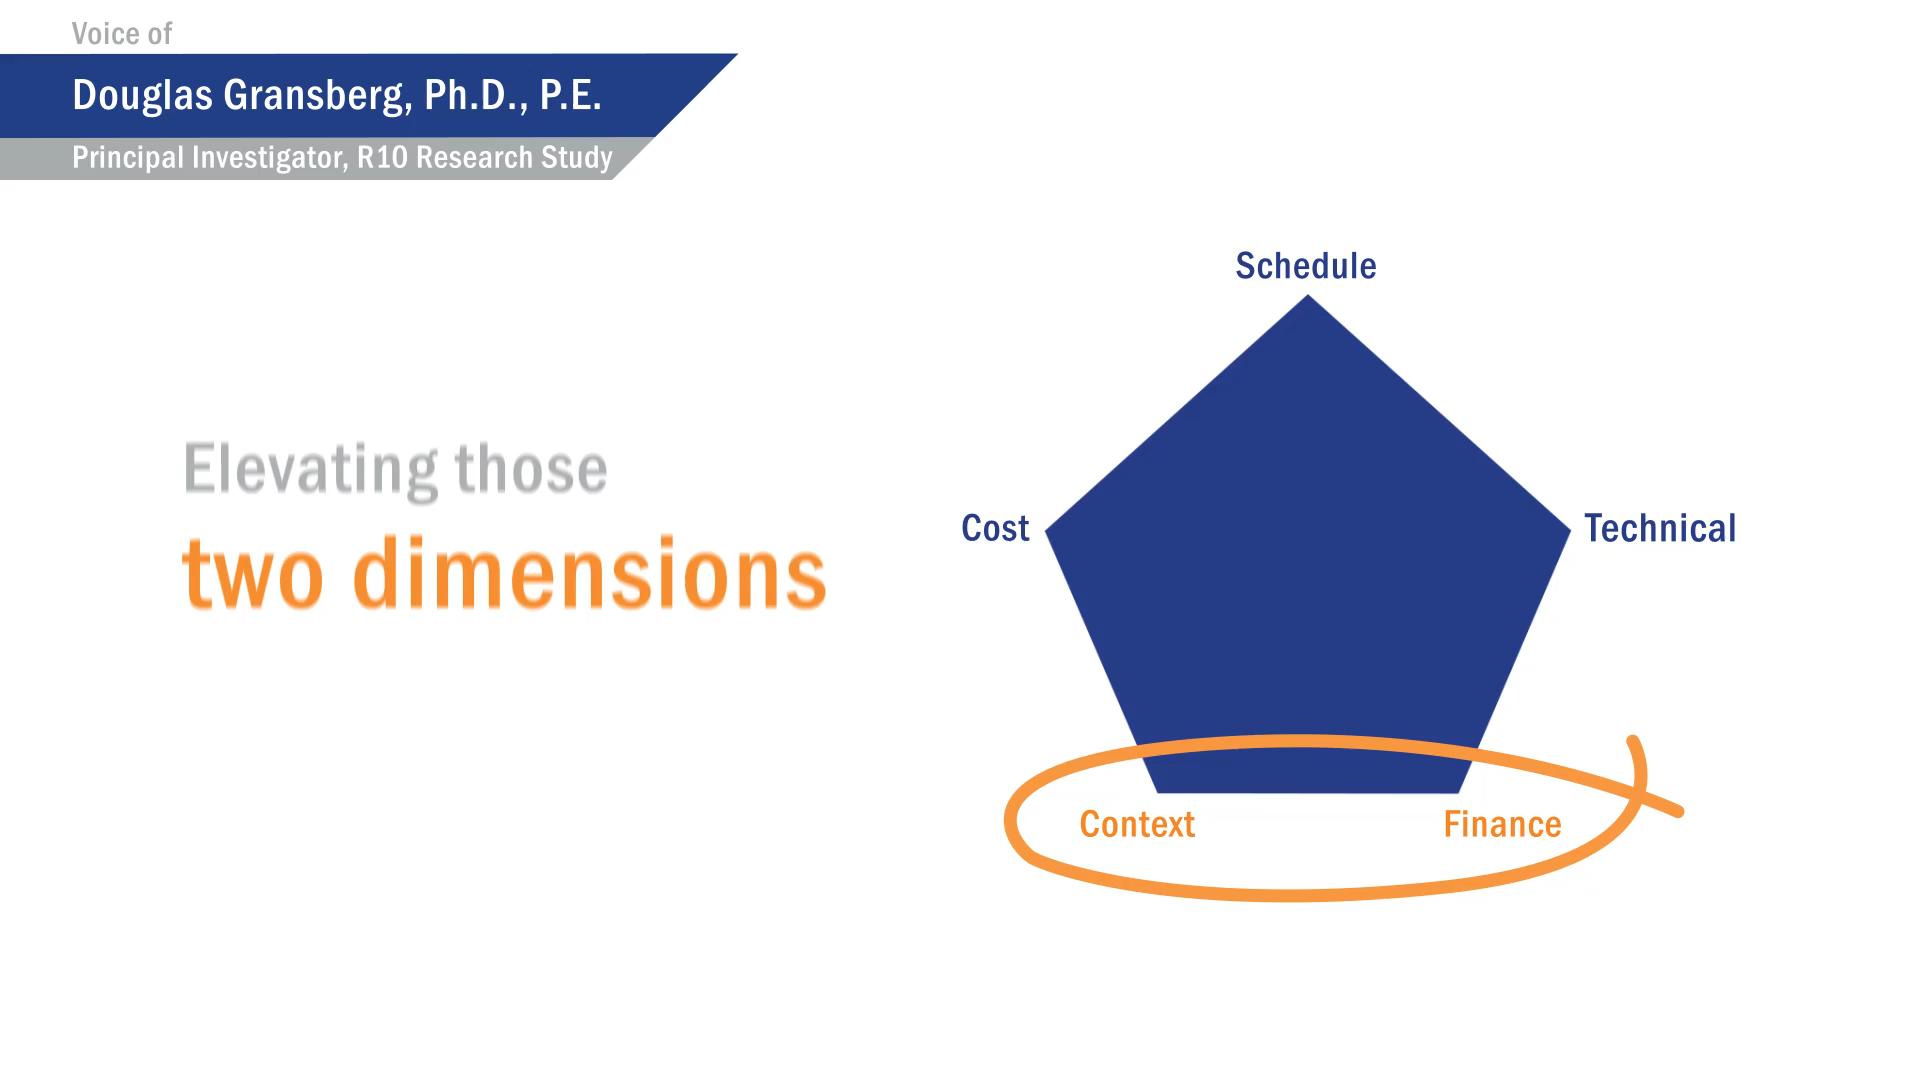 Voice of
Douglas Gransberg, Ph.D., P.E.
Principal Investigator, R10 Research Study
Elevating those
two dimensions
Schedule
Cost
Technical
Context
Finance